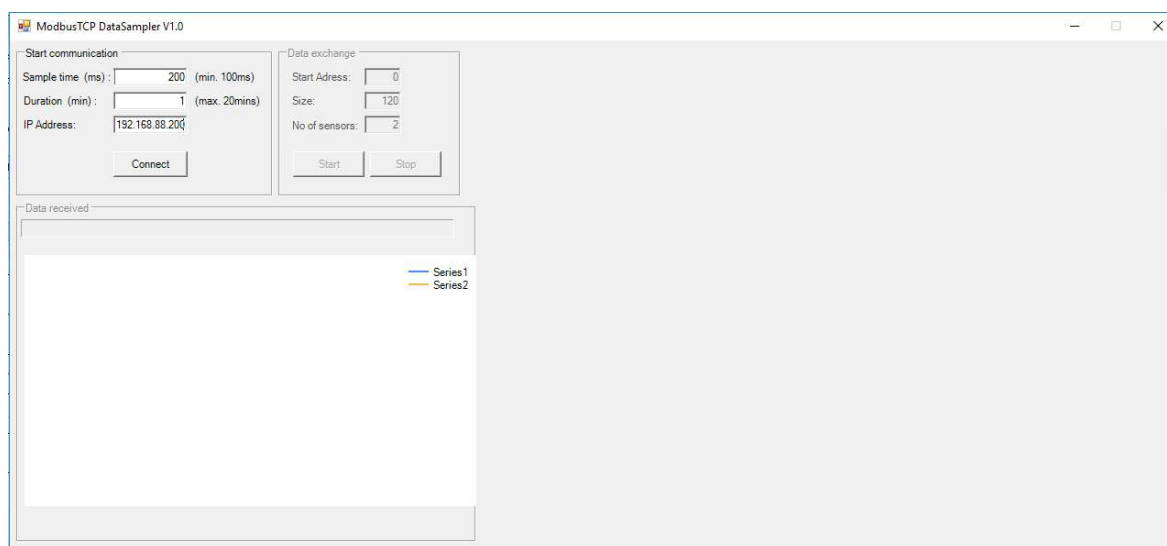 ModbusTCP DataSampler V1.0
Start communication
Sample time (ms) : 200 (min. 100ms)
Duration (min) : 1 (max. 20mins)
IP Address: 192.168.88.200
Connect
Data exchange
Start Adress: 0
Size: 120
No of sensors: 2
Start Stop
Data received
Series1
Series2